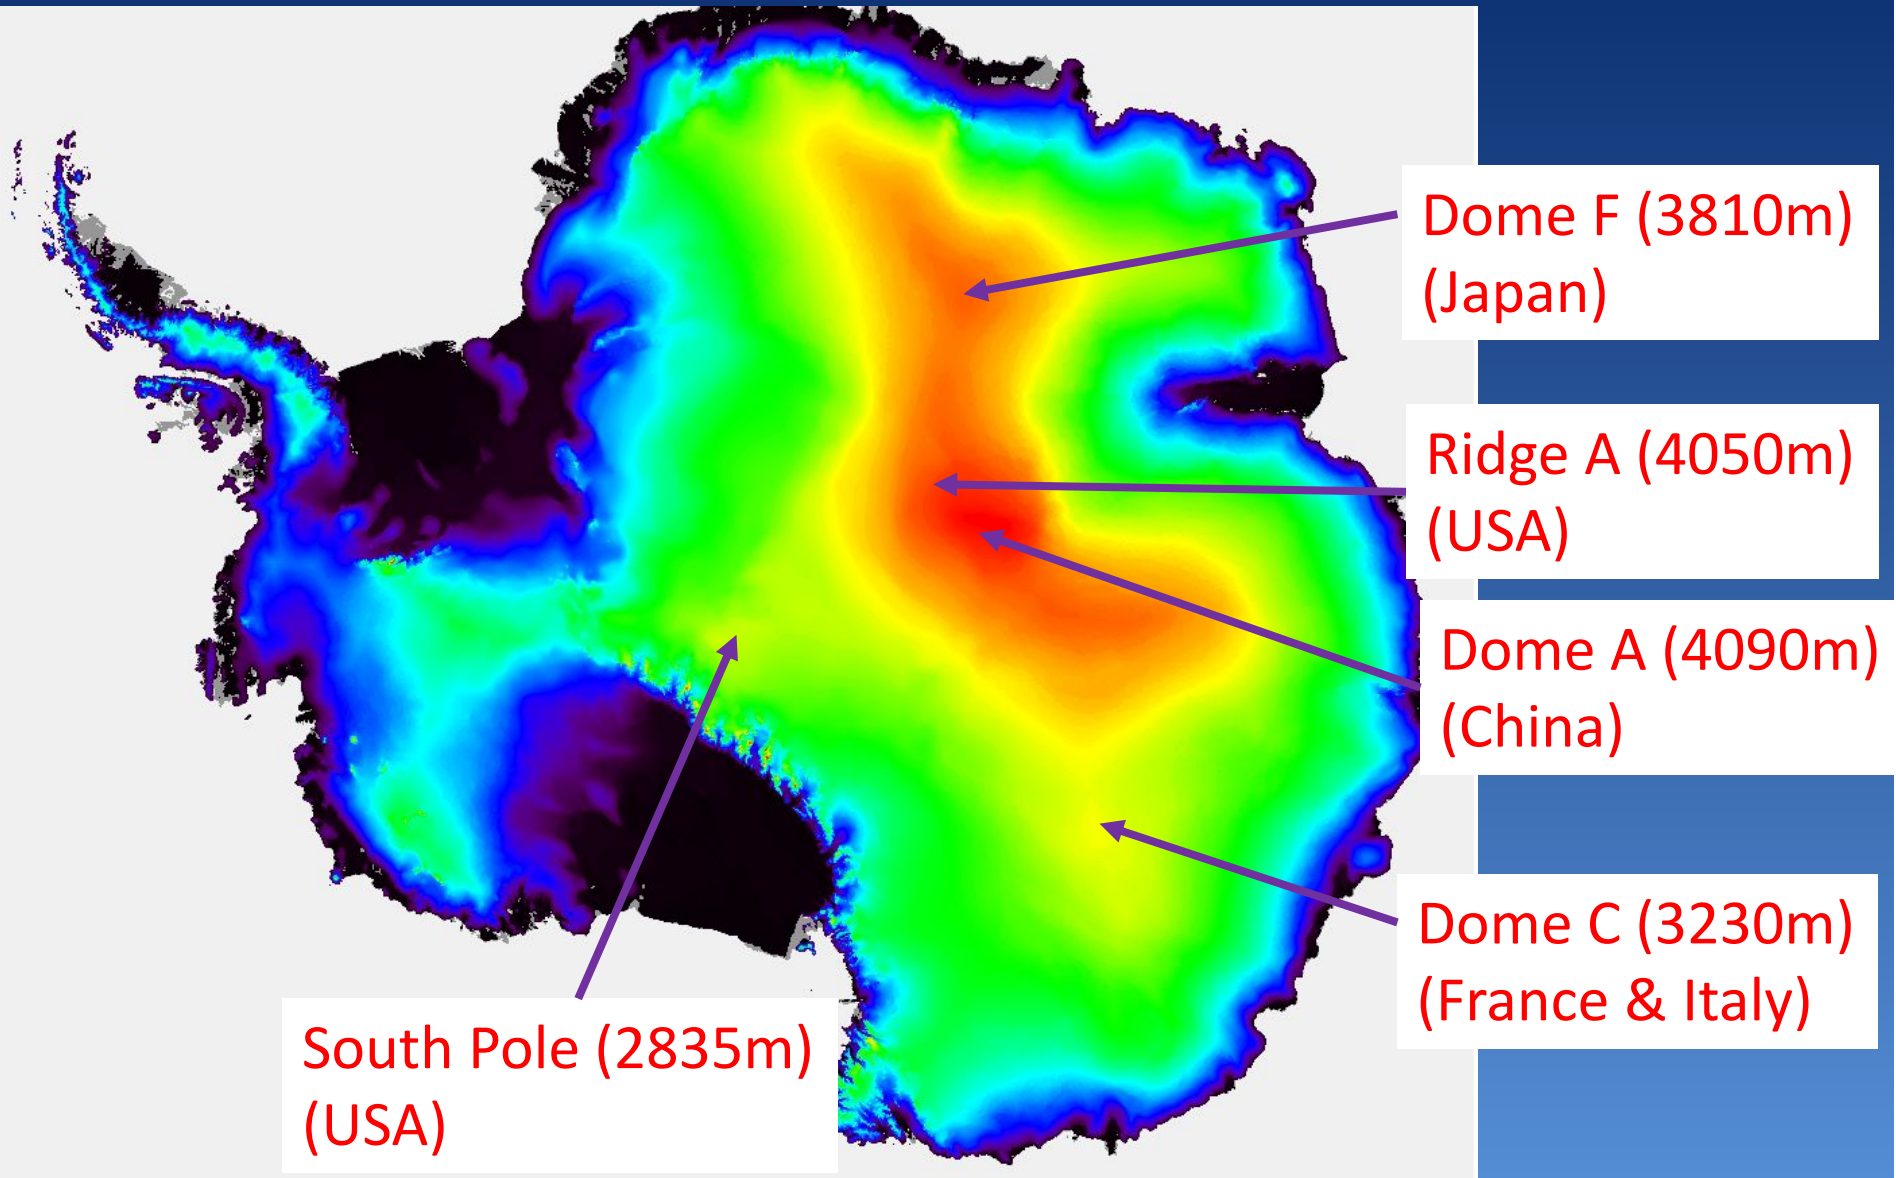 Dome F (3810m)
(Japan)
Ridge A (4050m)
(USA)
Dome A (4090m)
(China)
Dome C (3230m)
(France & Italy)
South Pole (2835m)
(USA)